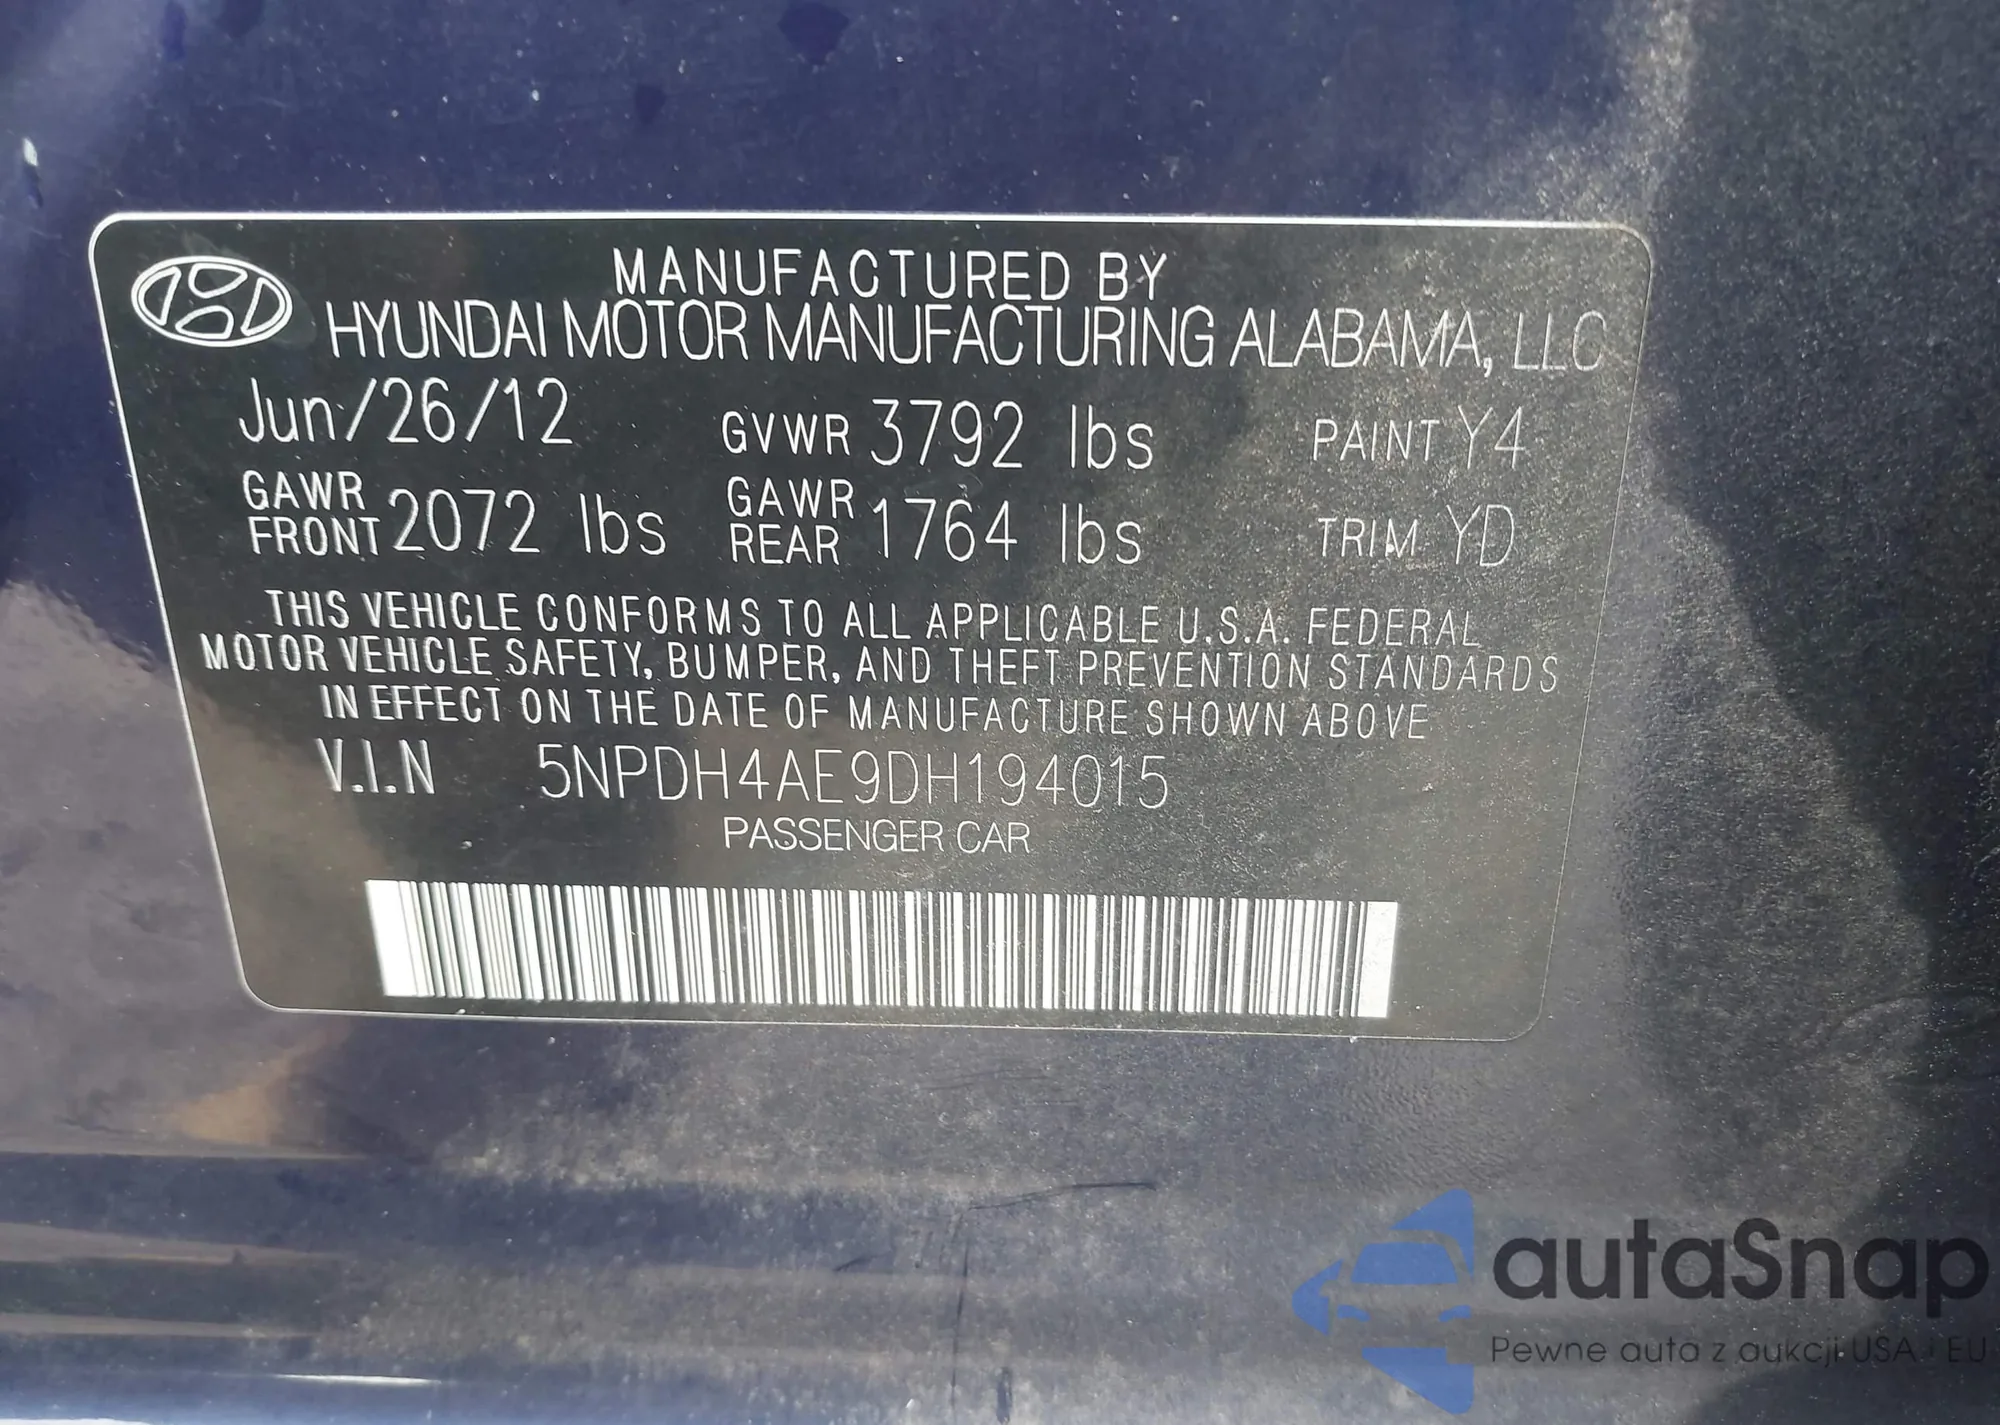 MANUFACTURED BY
HYUNDAI MOTOR MANUFACTURING ALABAMA, LLC
Jun/26/12 GVWR 3792 lbs PAINT Y4
GAWR FRONT 2072 lbs GAWR REAR 1764 lbs TRIM YD
THIS VEHICLE CONFORMS TO ALL APPLICABLE U.S.A. FEDERAL
MOTOR VEHICLE SAFETY, BUMPER, AND THEFT PREVENTION STANDARDS
IN EFFECT ON THE DATE OF MANUFACTURE SHOWN ABOVE
V.I.N 5NPDH4AE9DH194015
PASSENGER CAR
autaSnap
Pewne auta z aukcji USA i EU